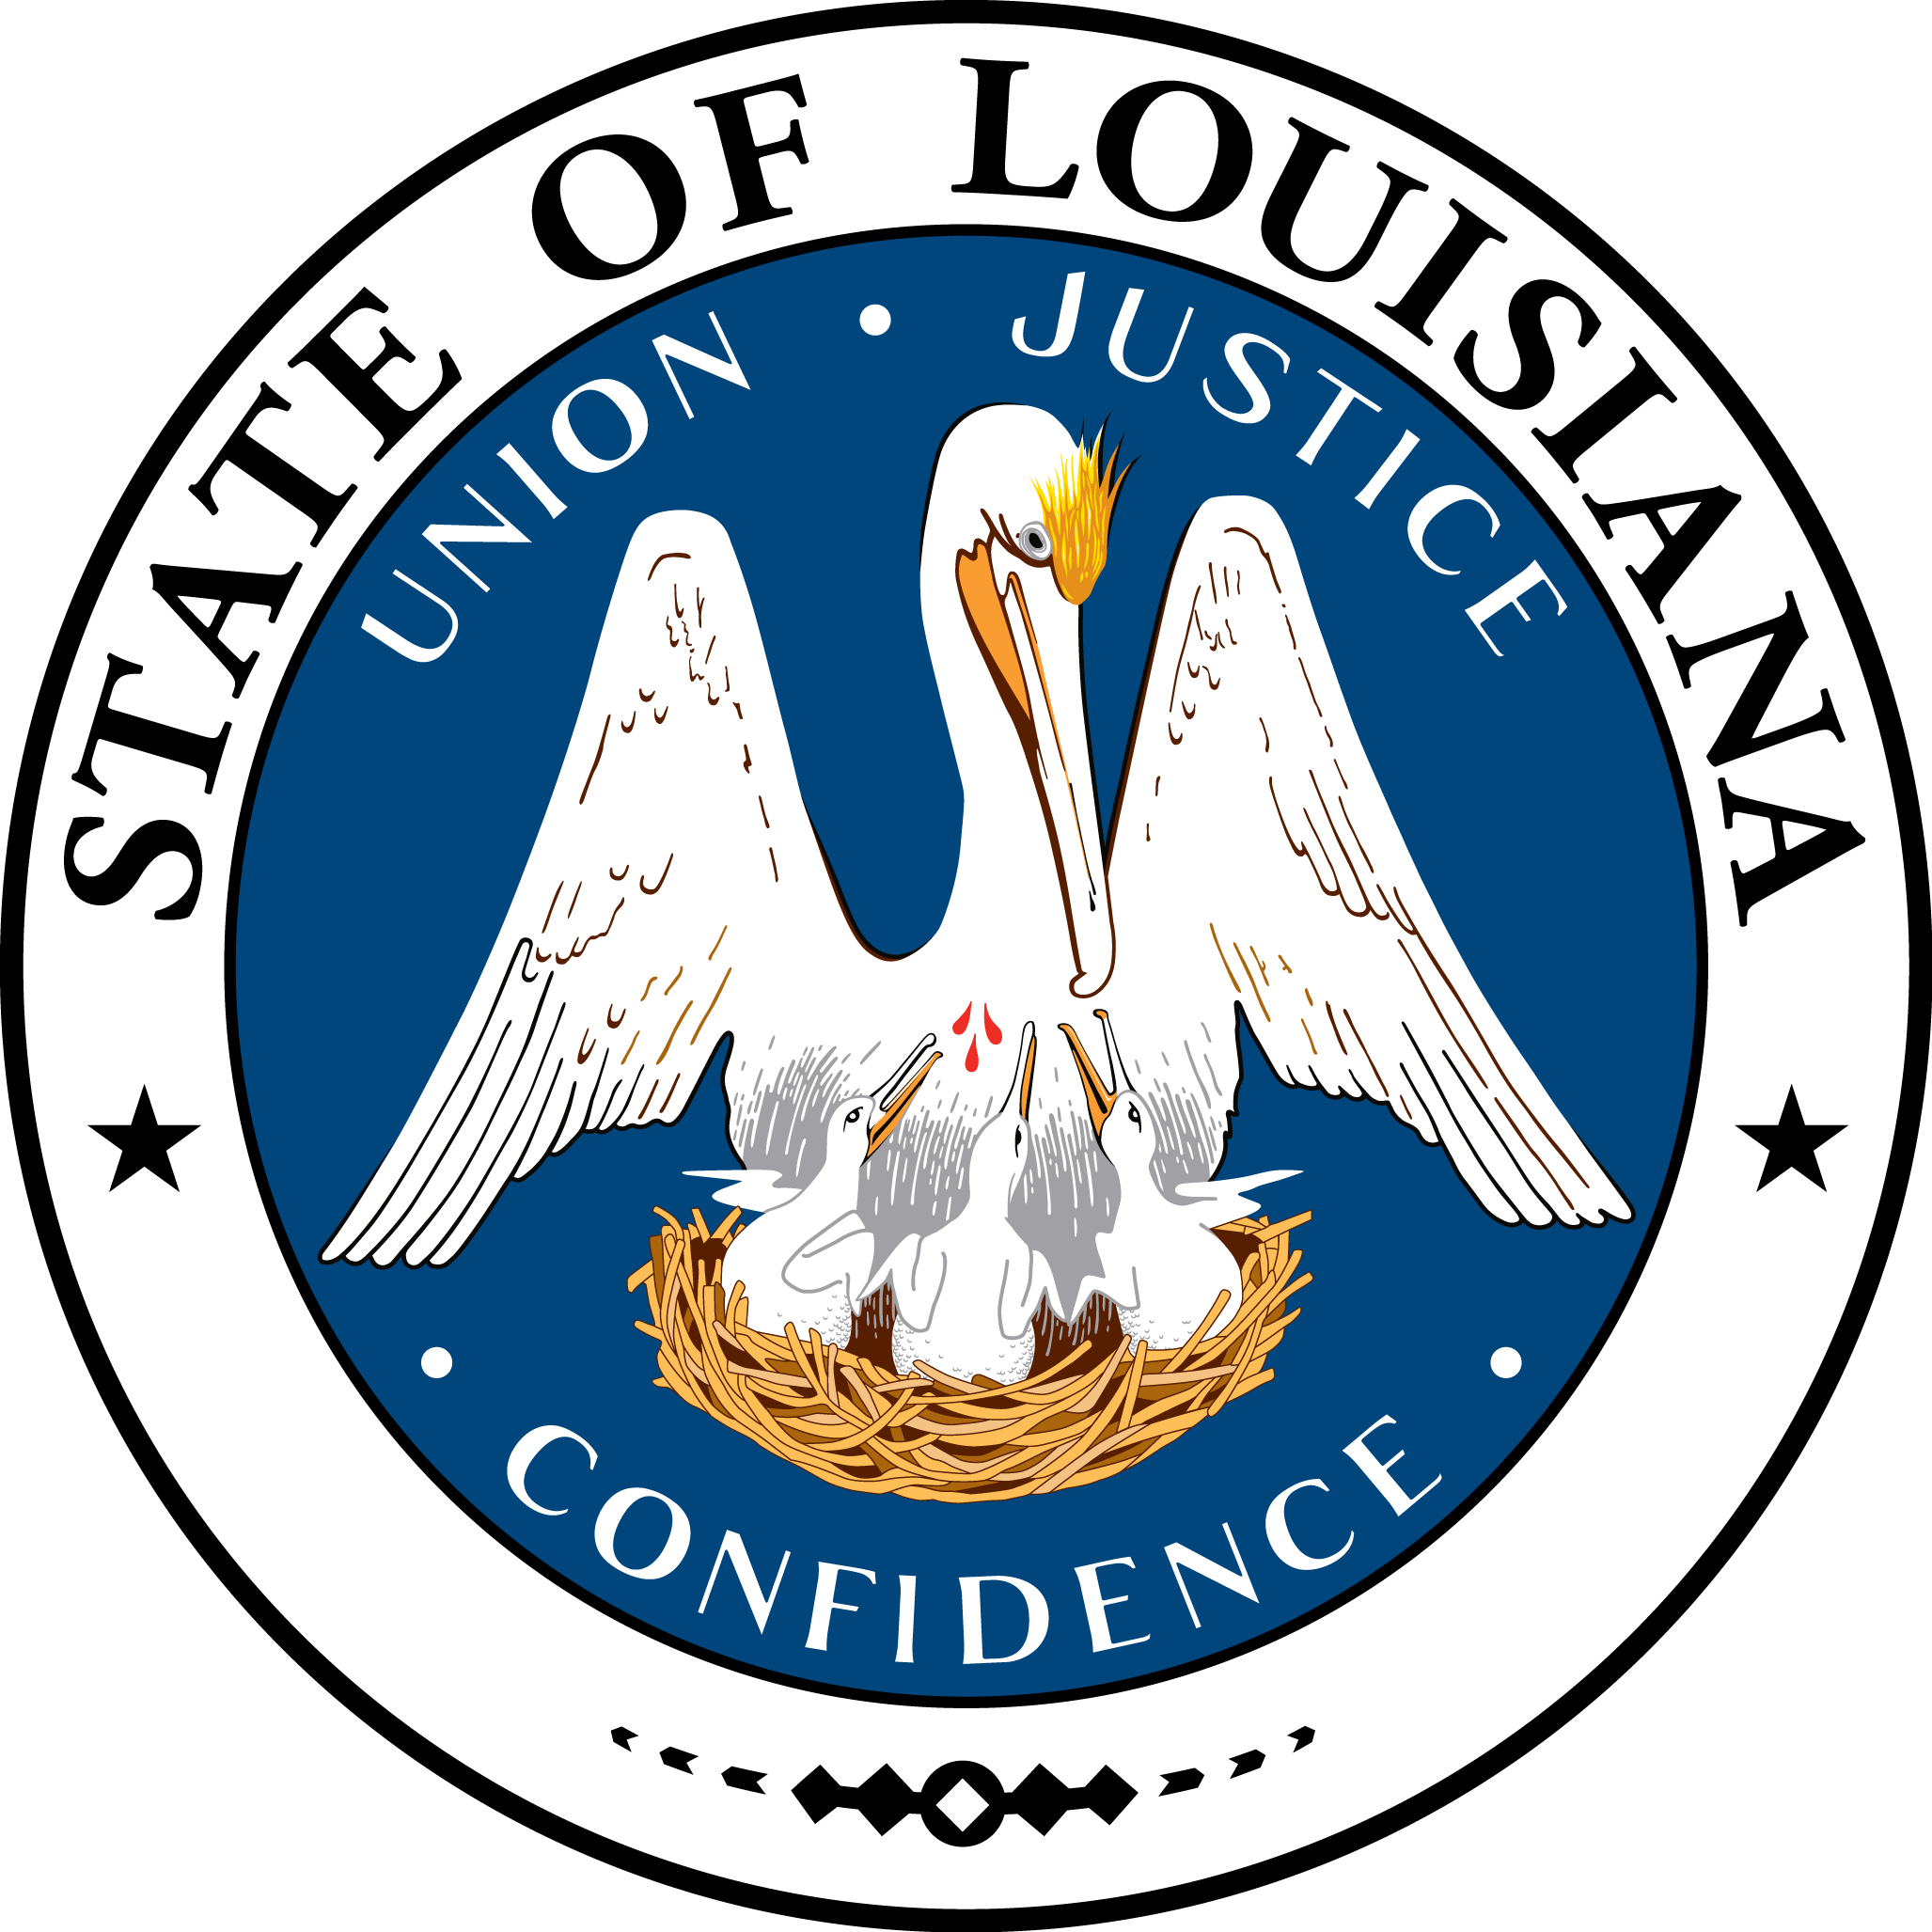 STATE OF LOUISIANA
UNION · JUSTICE
· CONFIDENCE ·